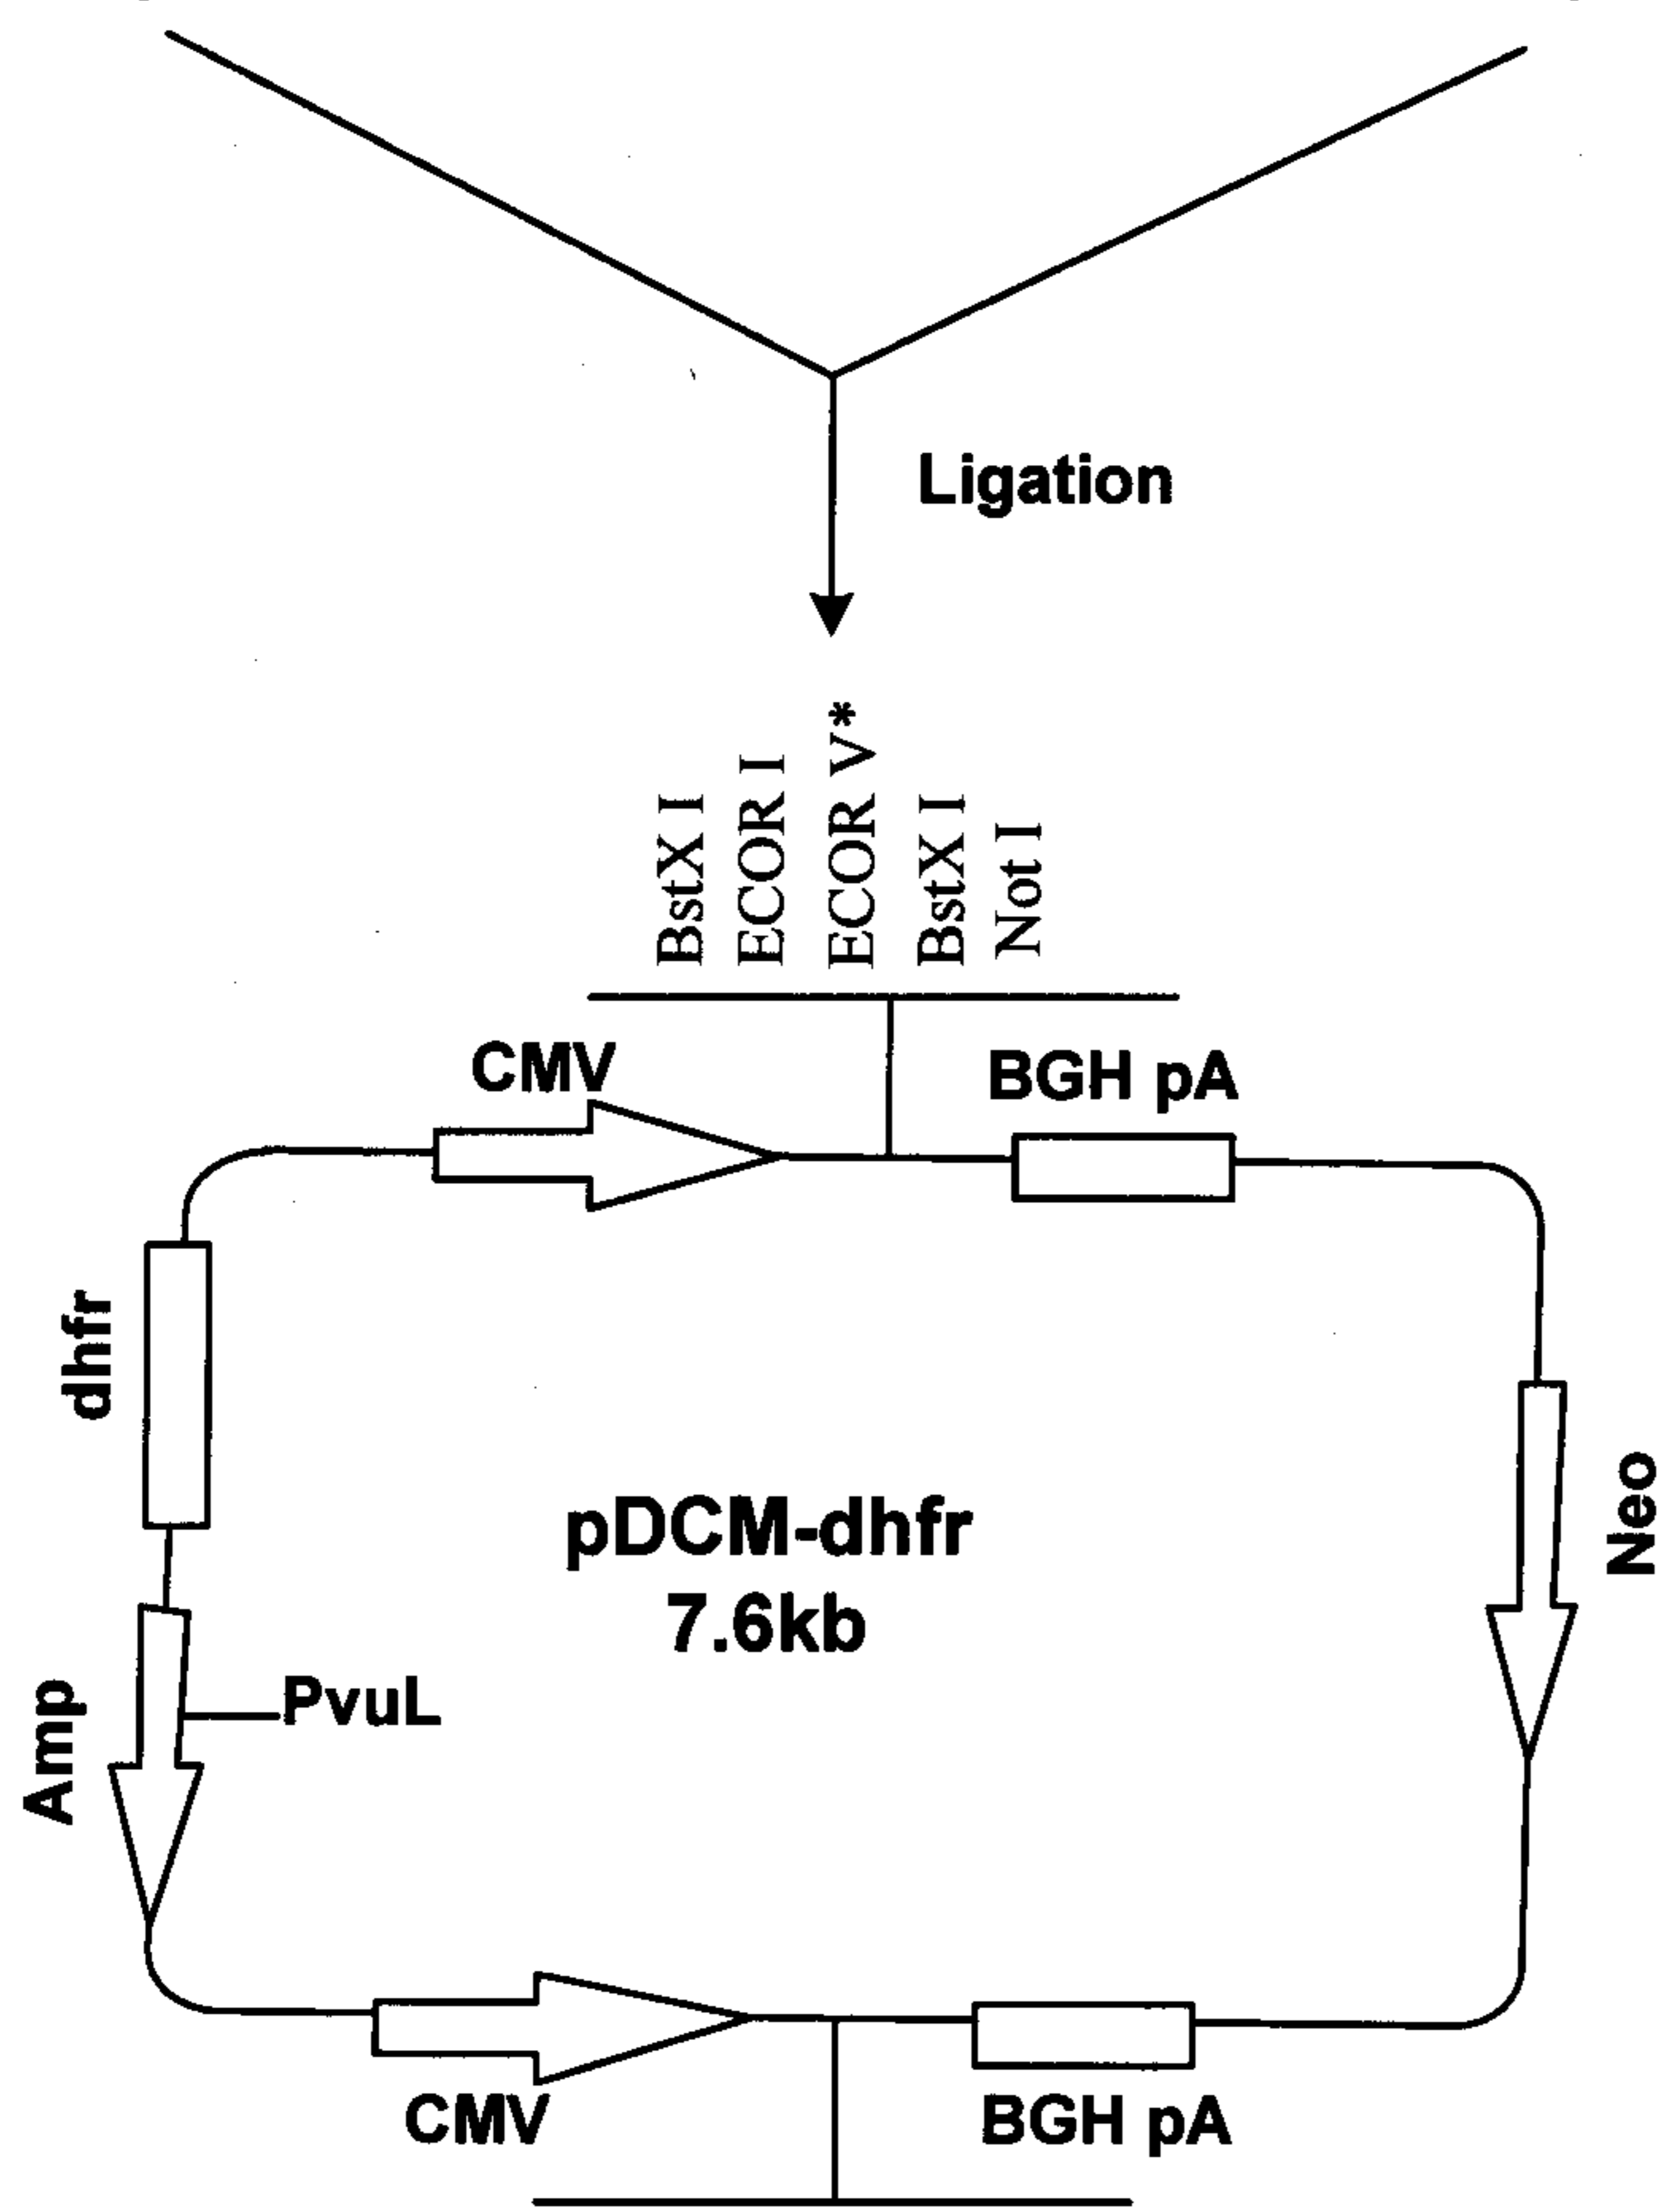 Ligation
BstX I
ECOR I
ECOR V*
BstX I
Not I
CMV
BGH pA
dhfr
Neo
pDCM-dhfr
7.6kb
PvuL
Amp
CMV
BGH pA